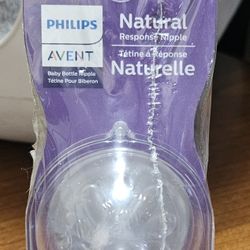 PHILIPS
AVENT
Baby Bottle Nipple
Tétine Pour Biberon
Natural
Response Nipple
Tétine à Réponse
Naturelle